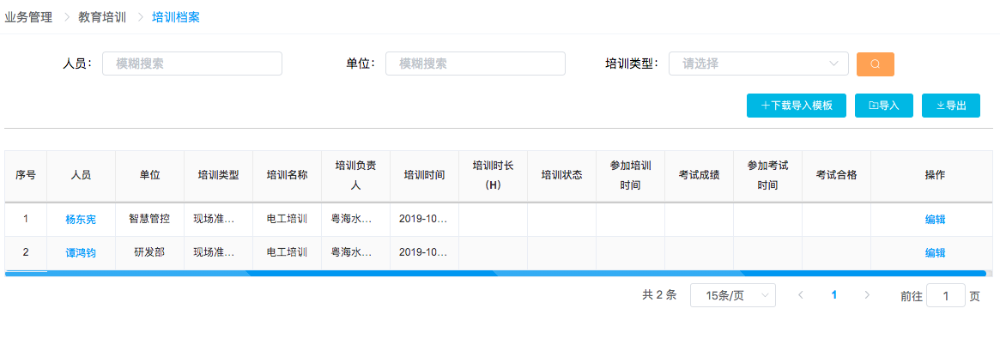 业务管理 > 教育培训 > 培训档案
人员： 模糊搜索 单位： 模糊搜索 培训类型： 请选择
+下载导入模板 导入 导出
序号 人员 单位 培训类型 培训名称 培训负责人 培训时间 培训时长（H） 培训状态 参加培训时间 考试成绩 参加考试时间 考试合格 操作
1 杨东宪 智慧管控 现场准... 电工培训 粤海水... 2019-10... 编辑
2 谭鸿钧 研发部 现场准... 电工培训 粤海水... 2019-10... 编辑
共 2 条 15条/页 < 1 > 前往 1 页